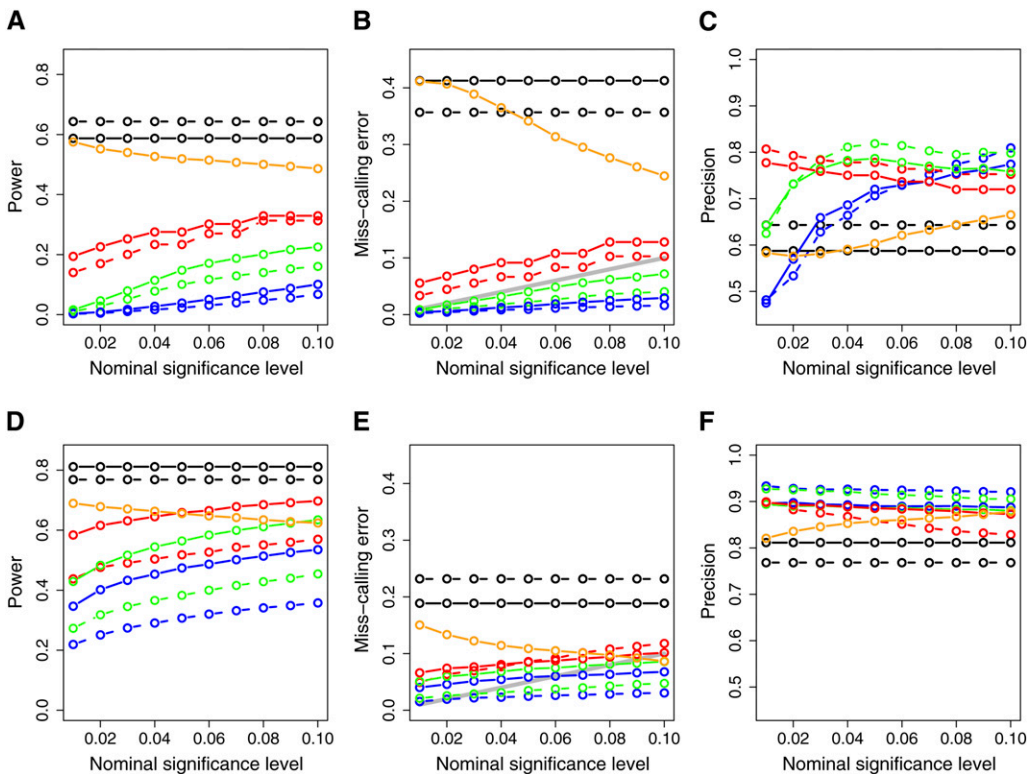 A
B
C
Power
0.0 0.2 0.4 0.6 0.8
0.02 0.04 0.06 0.08 0.10
Nominal significance level
Miss−calling error
0.0 0.1 0.2 0.3 0.4
0.02 0.04 0.06 0.08 0.10
Nominal significance level
Precision
0.5 0.6 0.7 0.8 0.9 1.0
0.02 0.04 0.06 0.08 0.10
Nominal significance level
D
E
F
Power
0.0 0.2 0.4 0.6 0.8
0.02 0.04 0.06 0.08 0.10
Nominal significance level
Miss−calling error
0.0 0.1 0.2 0.3 0.4
0.02 0.04 0.06 0.08 0.10
Nominal significance level
Precision
0.5 0.6 0.7 0.8 0.9 1.0
0.02 0.04 0.06 0.08 0.10
Nominal significance level